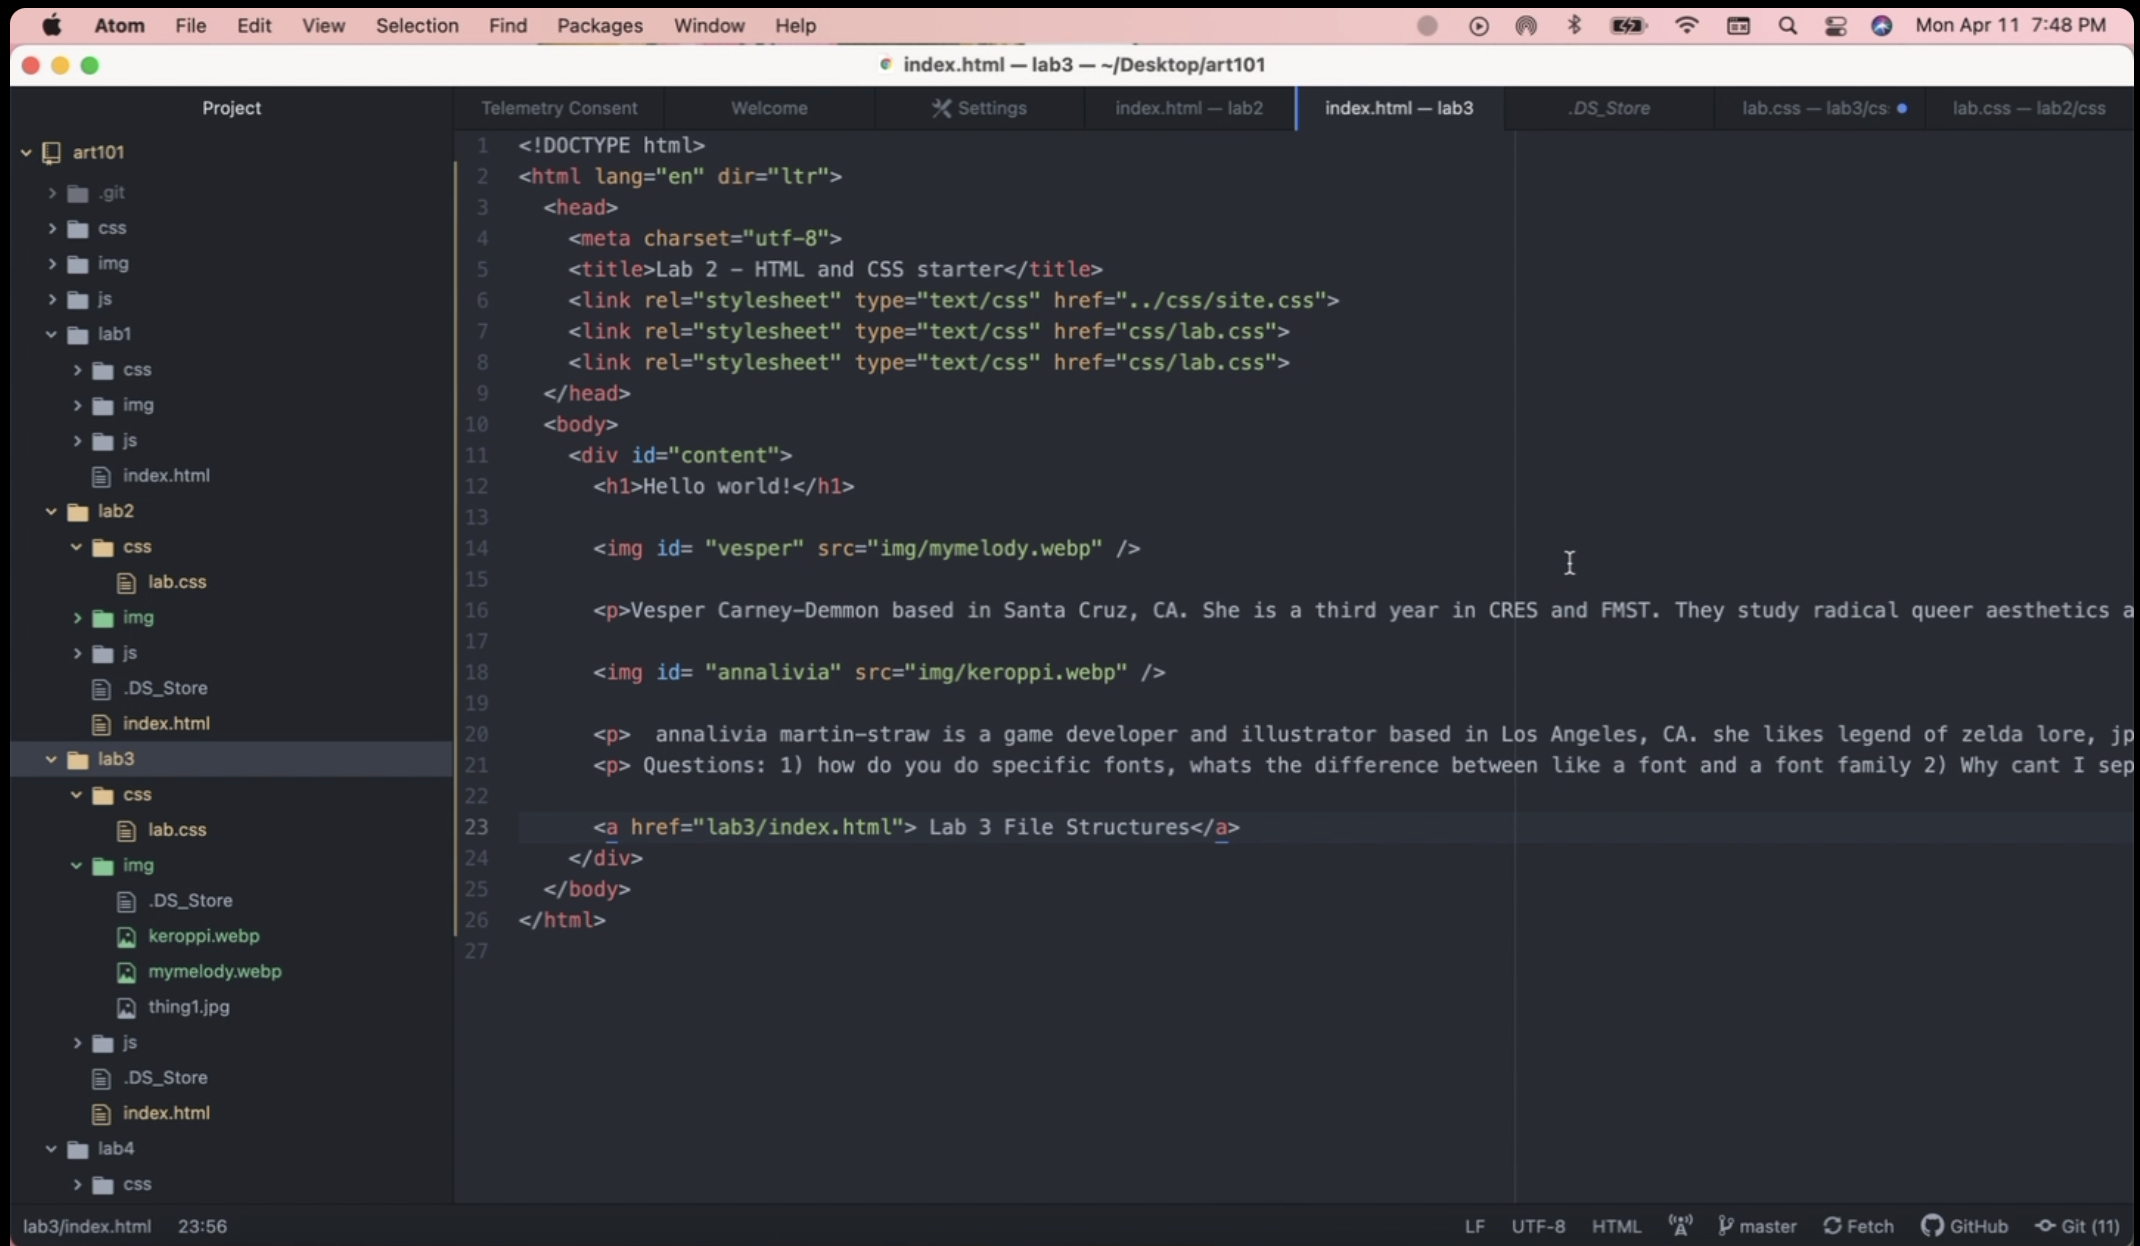 Atom File Edit View Selection Find Packages Window Help Mon Apr 11 7:48 PM
index.html — lab3 — ~/Desktop/art101
Project
Telemetry Consent Welcome Settings index.html — lab2 index.html — lab3 .DS_Store lab.css — lab3/cs lab.css — lab2/css
art101
.git
css
img
js
lab1
css
img
js
index.html
lab2
css
lab.css
img
js
.DS_Store
index.html
lab3
css
lab.css
img
.DS_Store
keroppi.webp
mymelody.webp
thing1.jpg
js
.DS_Store
index.html
lab4
css
1 <!DOCTYPE html>
2 <html lang="en" dir="ltr">
3 <head>
4 <meta charset="utf-8">
5 <title>Lab 2 - HTML and CSS starter</title>
6 <link rel="stylesheet" type="text/css" href="../css/site.css">
7 <link rel="stylesheet" type="text/css" href="css/lab.css">
8 <link rel="stylesheet" type="text/css" href="css/lab.css">
9 </head>
10 <body>
11 <div id="content">
12 <h1>Hello world!</h1>
13
14 <img id= "vesper" src="img/mymelody.webp" />
15
16 <p>Vesper Carney-Demmon based in Santa Cruz, CA. She is a third year in CRES and FMST. They study radical queer aesthetics a
17
18 <img id= "annalivia" src="img/keroppi.webp" />
19
20 <p>  annalivia martin-straw is a game developer and illustrator based in Los Angeles, CA. she likes legend of zelda lore, jp
21 <p> Questions: 1) how do you do specific fonts, whats the difference between like a font and a font family 2) Why cant I sep
22
23 <a href="lab3/index.html"> Lab 3 File Structures</a>
24 </div>
25 </body>
26 </html>
27
lab3/index.html 23:56 LF UTF-8 HTML master Fetch GitHub Git (11)